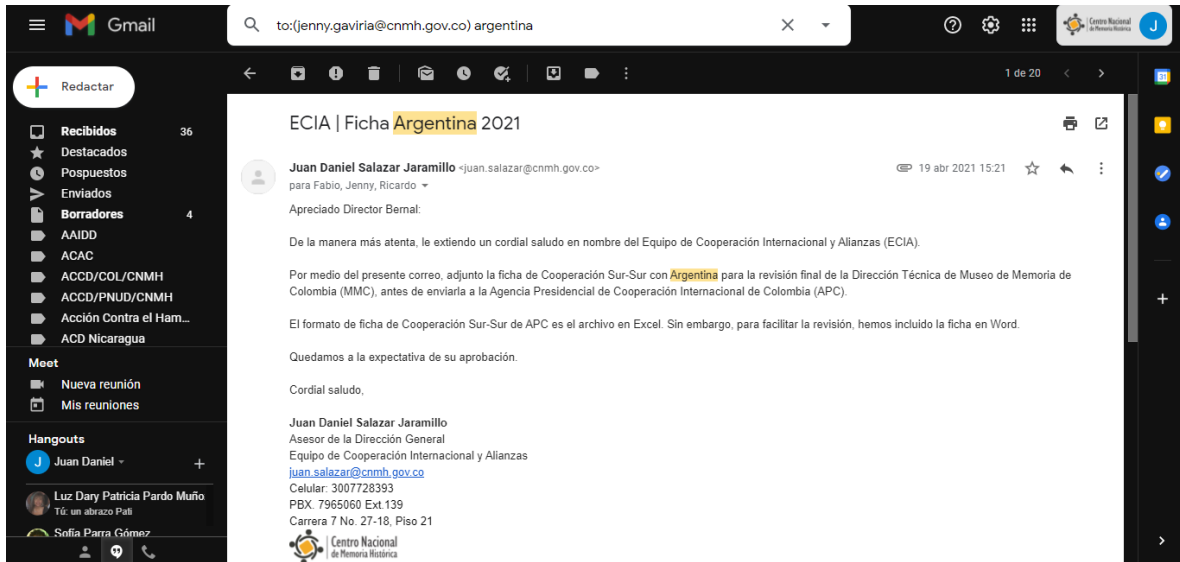 Gmail
to:(jenny.gaviria@cnmh.gov.co) argentina
Centro Nacional
de Memoria Histórica
J
Redactar
1 de 20
31
Recibidos 36
Destacados
Pospuestos
Enviados
Borradores 4
AAIDD
ACAC
ACCD/COL/CNMH
ACCD/PNUD/CNMH
Acción Contra el Ham...
ACD Nicaragua
Meet
Nueva reunión
Mis reuniones
Hangouts
J Juan Daniel
Luz Dary Patricia Pardo Muño
Tú: un abrazo Pati
Sofía Parra Gómez
ECIA | Ficha Argentina 2021
Juan Daniel Salazar Jaramillo <juan.salazar@cnmh.gov.co> 19 abr 2021 15:21
para Fabio, Jenny, Ricardo
Apreciado Director Bernal:
De la manera más atenta, le extiendo un cordial saludo en nombre del Equipo de Cooperación Internacional y Alianzas (ECIA).
Por medio del presente correo, adjunto la ficha de Cooperación Sur-Sur con Argentina para la revisión final de la Dirección Técnica de Museo de Memoria de
Colombia (MMC), antes de enviarla a la Agencia Presidencial de Cooperación Internacional de Colombia (APC).
El formato de ficha de Cooperación Sur-Sur de APC es el archivo en Excel. Sin embargo, para facilitar la revisión, hemos incluido la ficha en Word.
Quedamos a la expectativa de su aprobación.
Cordial saludo,
Juan Daniel Salazar Jaramillo
Asesor de la Dirección General
Equipo de Cooperación Internacional y Alianzas
juan.salazar@cnmh.gov.co
Celular: 3007728393
PBX. 7965060 Ext.139
Carrera 7 No. 27-18, Piso 21
Centro Nacional
de Memoria Histórica